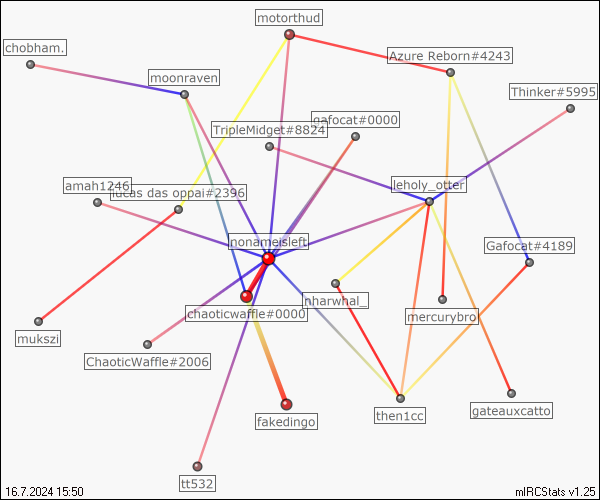 motorthud
chobham.
Azure Reborn#4243
moonraven
Thinker#5995
gafocat#0000
TripleMidget#8824
amah1246
lucas das oppai#2396
leholy_otter
nonameisleft
Gafocat#4189
nharwhal_
chaoticwaffle#0000
mercurybro
mukszi
ChaoticWaffle#2006
fakedingo
then1cc
gateauxcatto
tt532
16.7.2024 15:50
mIRCStats v1.25